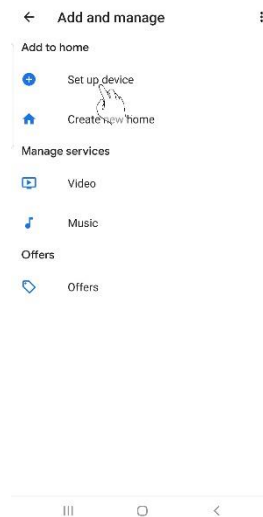 Add and manage
Add to home
Set up device
Create new home
Manage services
Video
Music
Offers
Offers